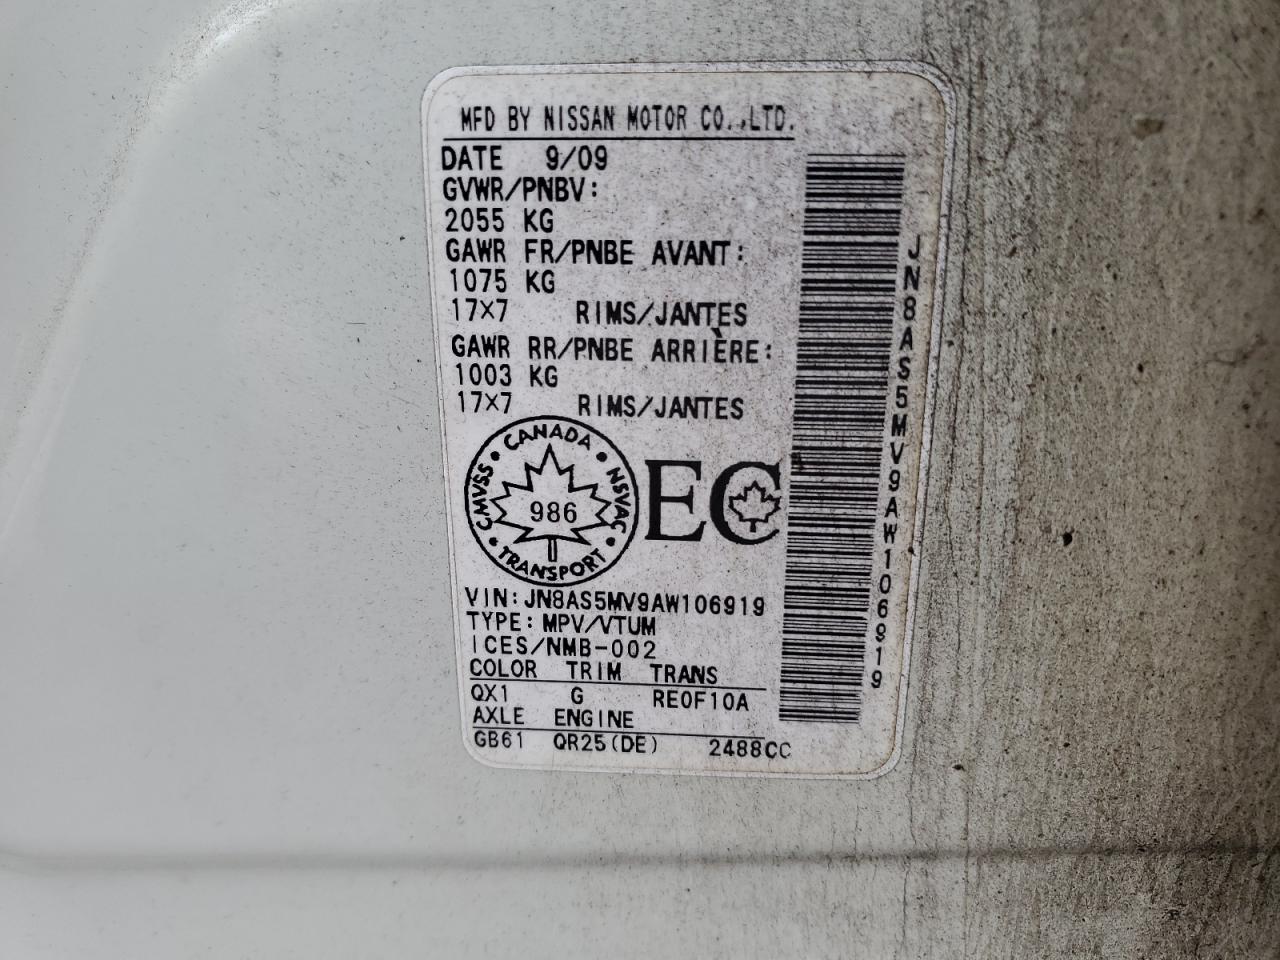 MFD BY NISSAN MOTOR CO.,LTD.
DATE 9/09
GVWR/PNBV:
2055 KG
GAWR FR/PNBE AVANT:
1075 KG
17×7 RIMS/JANTES
GAWR RR/PNBE ARRIÈRE:
1003 KG
17×7 RIMS/JANTES
CANADA
CMVSS • NSVAC
986
TRANSPORT
EC
VIN:JN8AS5MV9AW106919
TYPE:MPV/VTUM
ICES/NMB-002
COLOR TRIM TRANS
QX1 G RE0F10A
AXLE ENGINE
GB61 QR25(DE) 2488CC
JN8AS5MV9AW106919